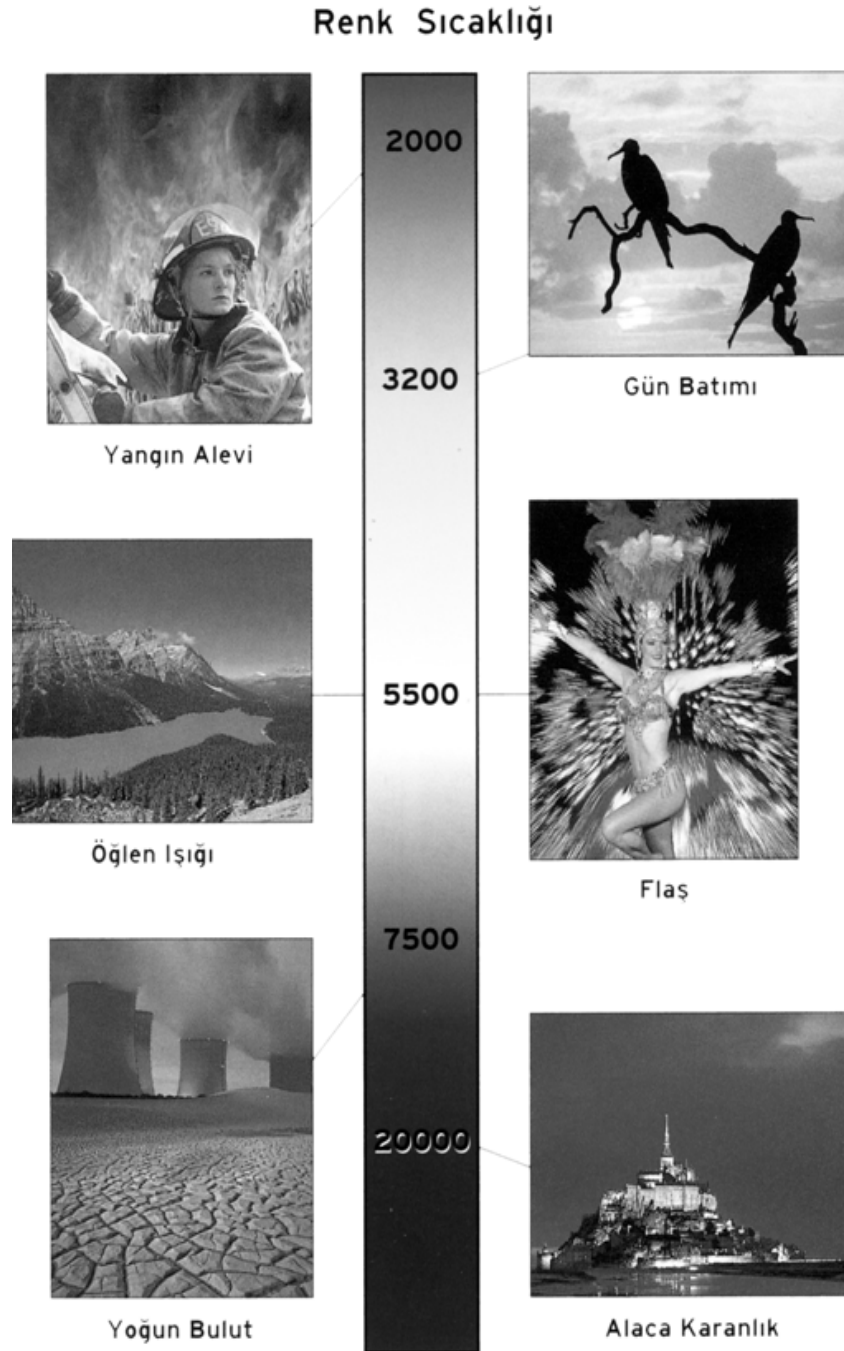 Renk Sıcaklığı
2000
3200
Gün Batımı
Yangın Alevi
5500
Öğlen Işığı
Flaş
7500
20000
Yoğun Bulut
Alaca Karanlık